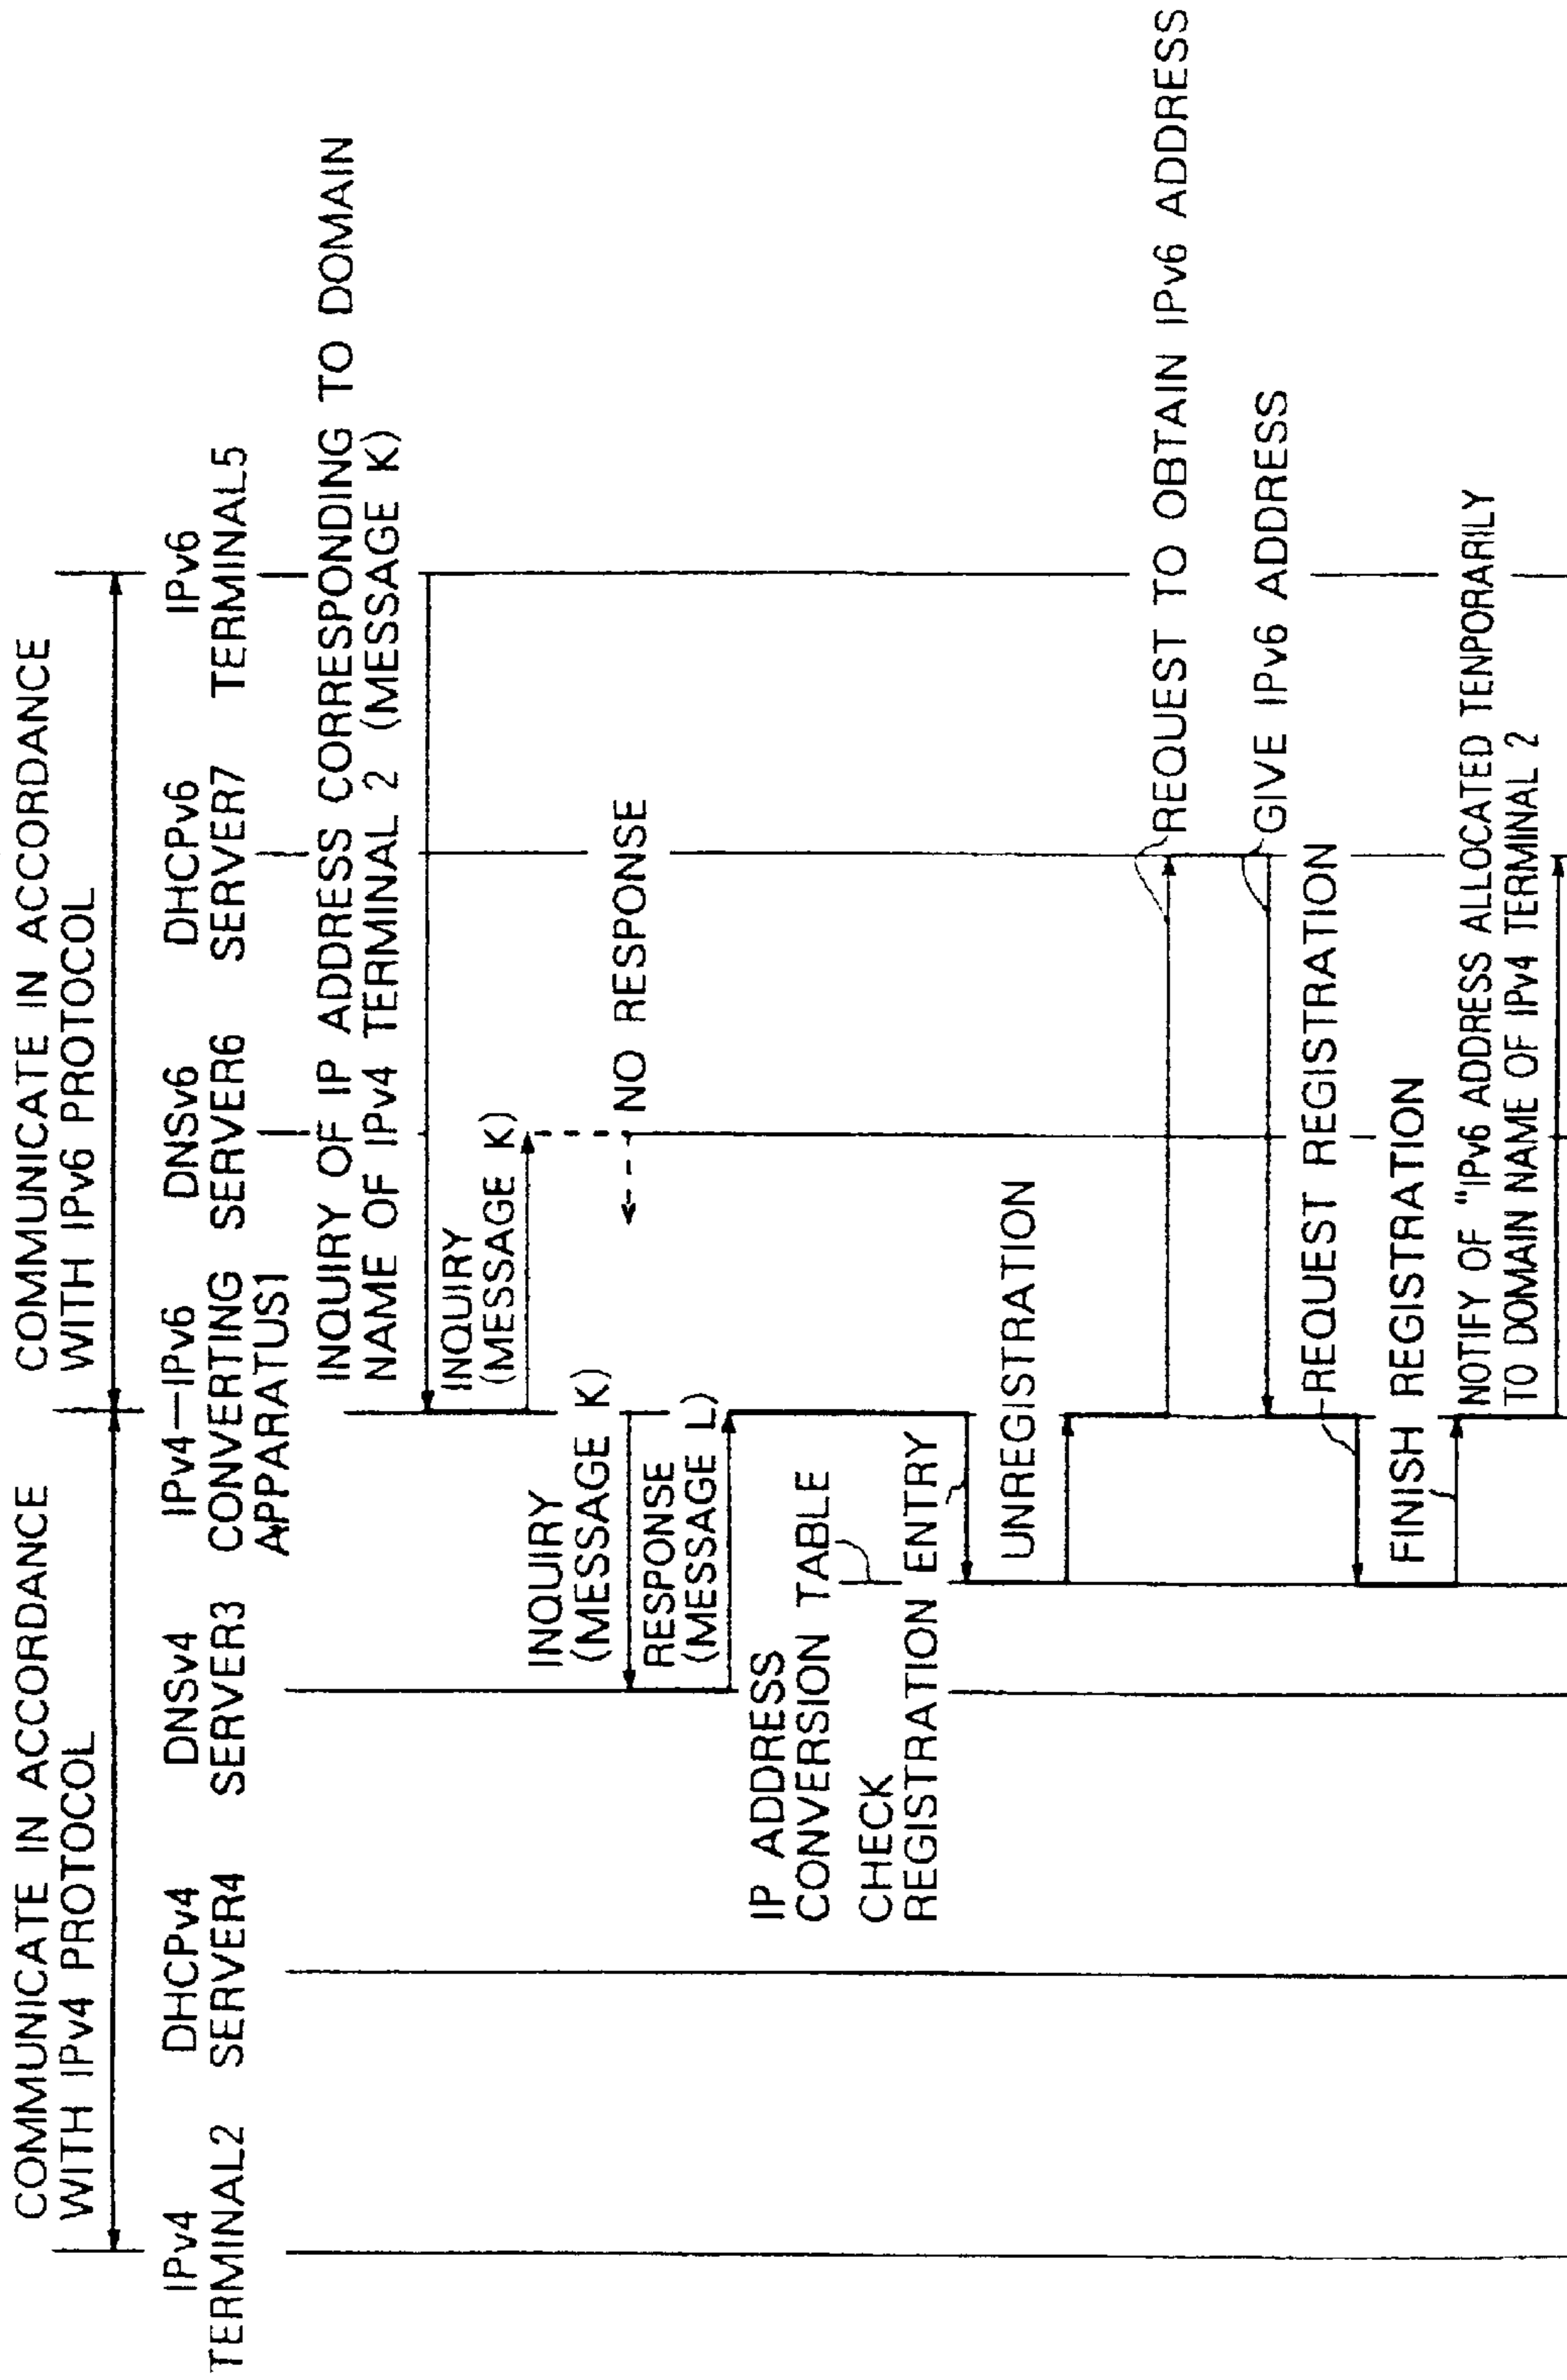 COMMUNICATE IN ACCORDANCE
WITH IPv4 PROTOCOL
COMMUNICATE IN ACCORDANCE
WITH IPv6 PROTOCOL
IPv4
TERMINAL2
DHCPv4
SERVER4
DNSv4
SERVER3
IPv4—IPv6
CONVERTING
APPARATUS1
DNSv6
SERVER6
DHCPv6
SERVER7
IPv6
TERMINAL5
INQUIRY OF IP ADDRESS CORRESPONDING TO DOMAIN
NAME OF IPv4 TERMINAL 2 (MESSAGE K)
INQUIRY
(MESSAGE K)
NO RESPONSE
INQUIRY
(MESSAGE K)
RESPONSE
(MESSAGE L)
IP ADDRESS
CONVERSION TABLE
CHECK
REGISTRATION ENTRY
UNREGISTRATION
REQUEST TO OBTAIN IPv6 ADDRESS
GIVE IPv6 ADDRESS
REQUEST REGISTRATION
FINISH REGISTRATION
NOTIFY OF "IPv6 ADDRESS ALLOCATED TENPORARILY
TO DOMAIN NAME OF IPv4 TERMINAL 2